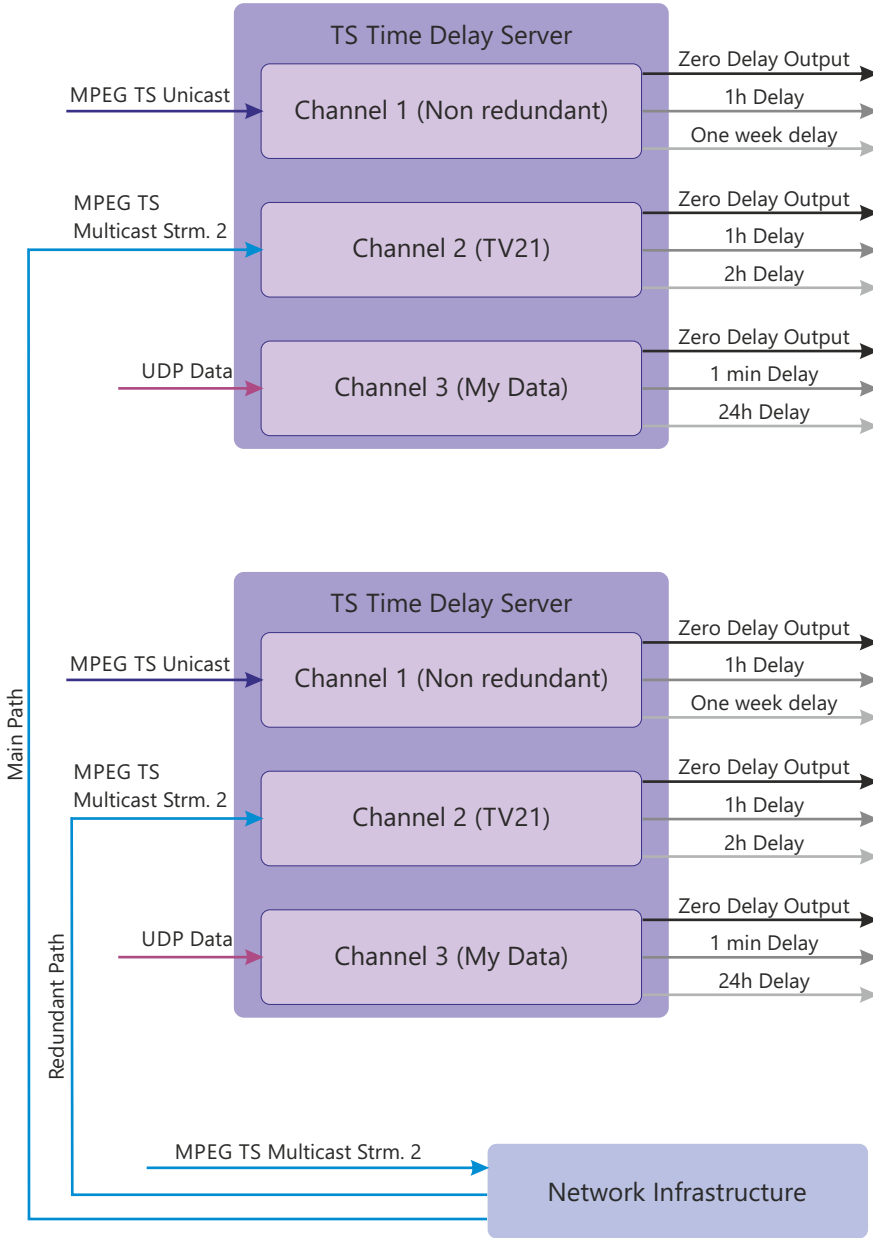 TS Time Delay Server
MPEG TS Unicast
Channel 1 (Non redundant)
Zero Delay Output
1h Delay
One week delay
MPEG TS
Multicast Strm. 2
Channel 2 (TV21)
Zero Delay Output
1h Delay
2h Delay
UDP Data
Channel 3 (My Data)
Zero Delay Output
1 min Delay
24h Delay
Main Path
TS Time Delay Server
MPEG TS Unicast
Channel 1 (Non redundant)
Zero Delay Output
1h Delay
One week delay
MPEG TS
Multicast Strm. 2
Channel 2 (TV21)
Zero Delay Output
1h Delay
2h Delay
UDP Data
Channel 3 (My Data)
Zero Delay Output
1 min Delay
24h Delay
Redundant Path
MPEG TS Multicast Strm. 2
Network Infrastructure